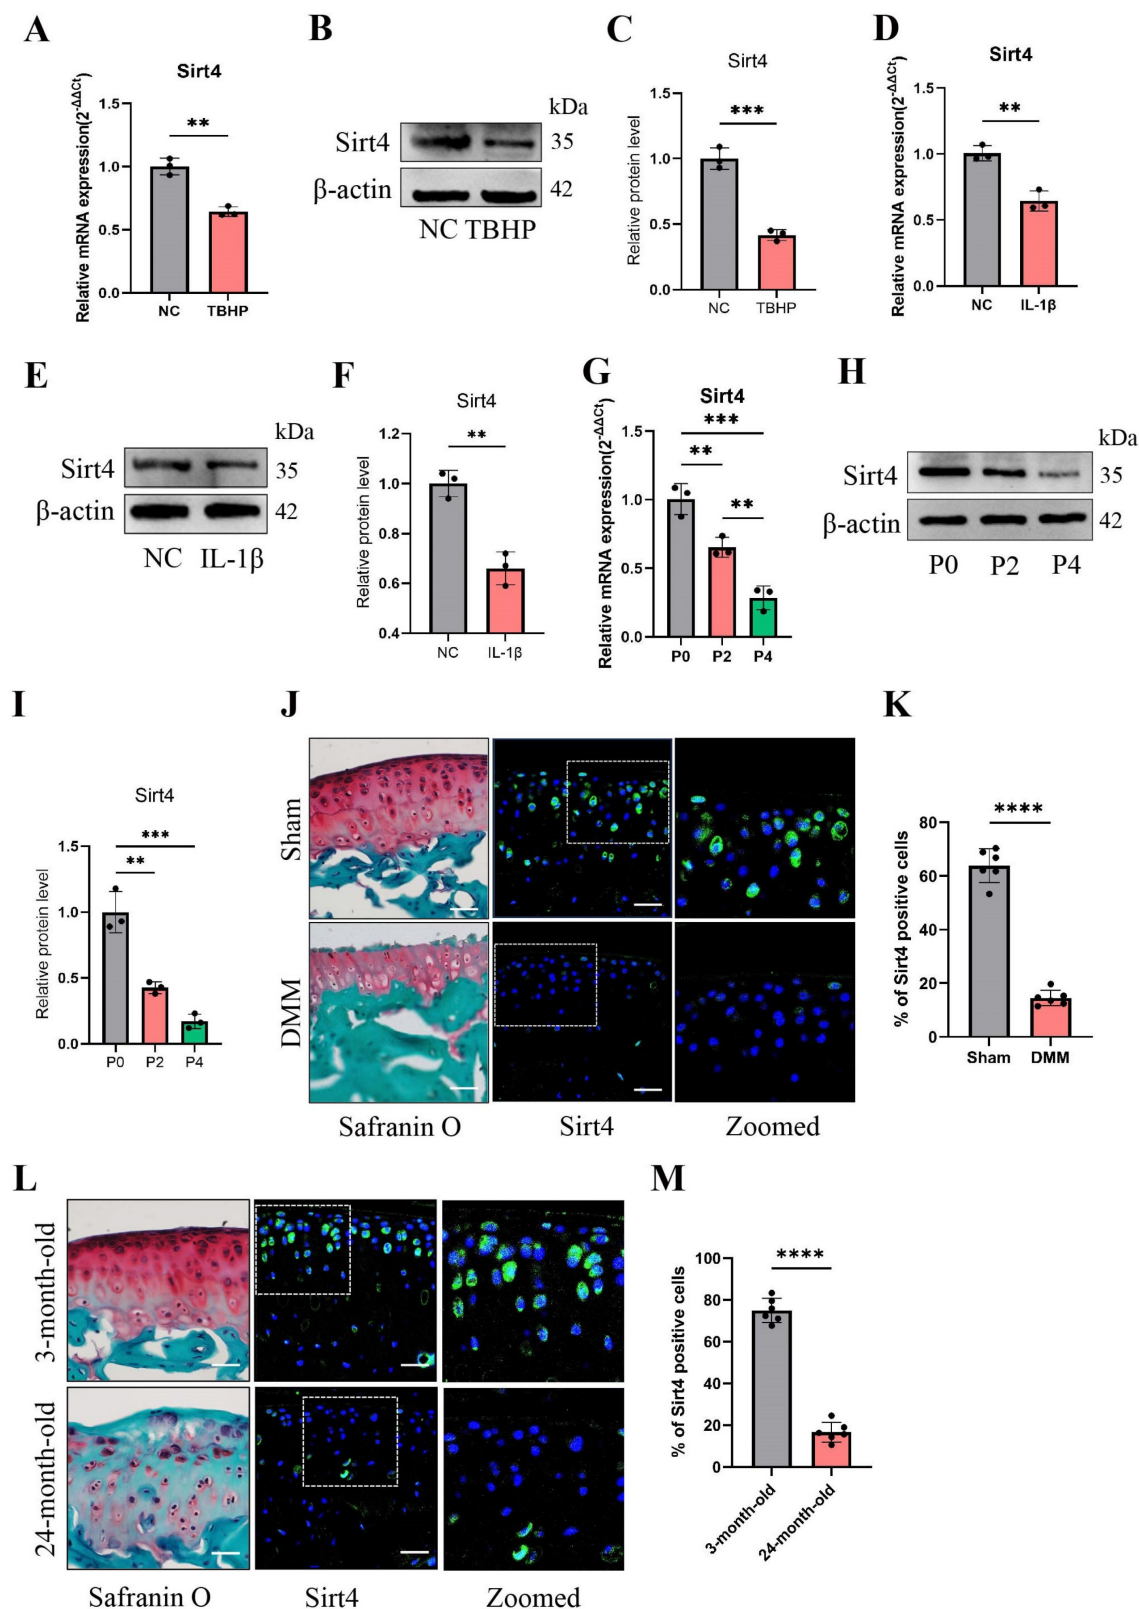 A
Sirt4
Relative mRNA expression(2-ΔΔCt)
1.5
1.0
0.5
0.0
**
NC
TBHP
B
kDa
Sirt4
35
β-actin
42
NC TBHP
C
Sirt4
Relative protein level
1.5
1.0
0.5
0.0
***
NC
TBHP
D
Sirt4
Relative mRNA expression(2-ΔΔCt)
1.5
1.0
0.5
0.0
**
NC
IL-1β
E
kDa
Sirt4
35
β-actin
42
NC IL-1β
F
Sirt4
Relative protein level
1.2
1.0
0.8
0.6
0.4
**
NC
IL-1β
G
Sirt4
Relative mRNA expression(2-ΔΔCt)
1.5
1.0
0.5
0.0
***
**
**
P0
P2
P4
H
kDa
Sirt4
35
β-actin
42
P0 P2 P4
I
Sirt4
Relative protein level
1.5
1.0
0.5
0.0
***
**
P0
P2
P4
J
Sham
DMM
Safranin O
Sirt4
Zoomed
K
% of Sirt4 positive cells
80
60
40
20
0
****
Sham
DMM
L
3-month-old
24-month-old
Safranin O
Sirt4
Zoomed
M
% of Sirt4 positive cells
100
80
60
40
20
0
****
3-month-old
24-month-old